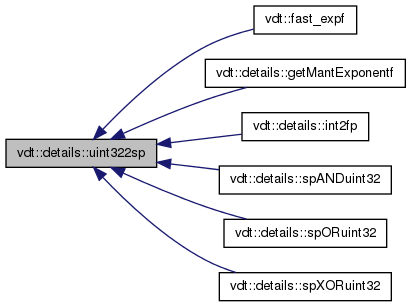 vdt::fast_expf
vdt::details::getMantExponentf
vdt::details::int2fp
vdt::details::uint322sp
vdt::details::spANDuint32
vdt::details::spORuint32
vdt::details::spXORuint32